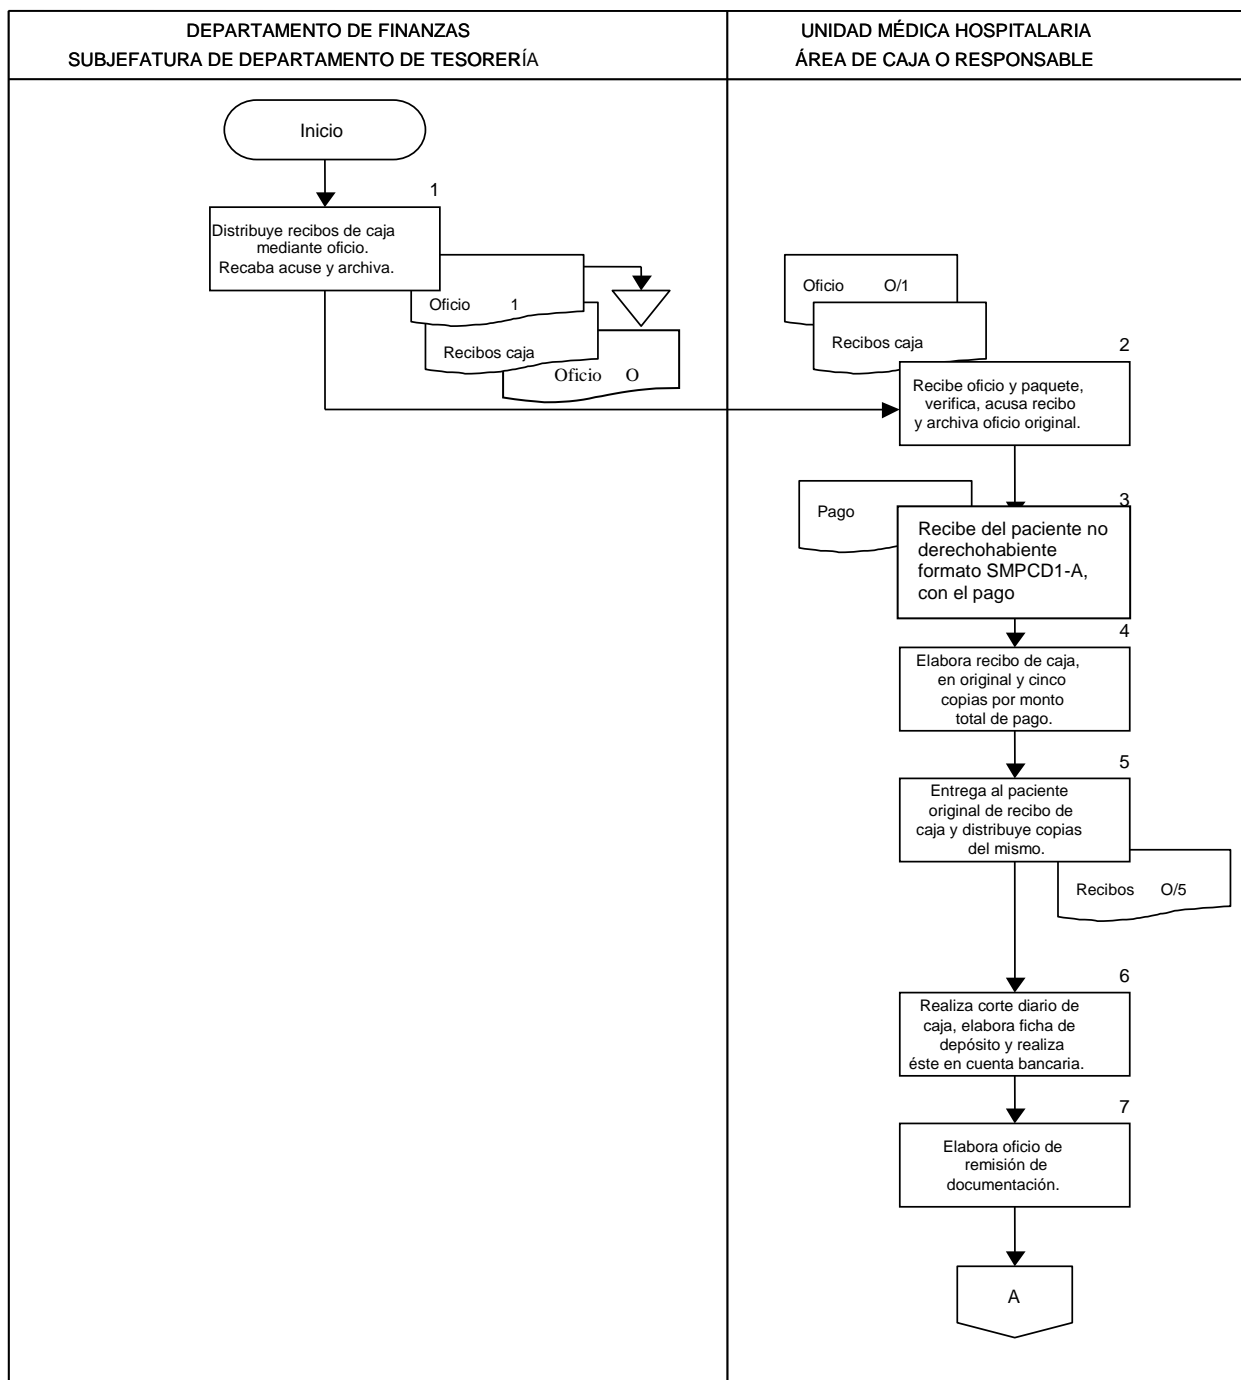 DEPARTAMENTO DE FINANZAS
SUBJEFATURA DE DEPARTAMENTO DE TESORERÍA
UNIDAD MÉDICA HOSPITALARIA
ÁREA DE CAJA O RESPONSABLE
Inicio
1
Distribuye recibos de caja
mediante oficio.
Recaba acuse y archiva.
Oficio 1
Recibos caja
Oficio O
Oficio O/1
Recibos caja
2
Recibe oficio y paquete,
verifica, acusa recibo
y archiva oficio original.
Pago
3
Recibe del paciente no
derechohabiente
formato SMPCD1-A,
con el pago
4
Elabora recibo de caja,
en original y cinco
copias por monto
total de pago.
5
Entrega al paciente
original de recibo de
caja y distribuye copias
del mismo.
Recibos O/5
6
Realiza corte diario de
caja, elabora ficha de
depósito y realiza
éste en cuenta bancaria.
7
Elabora oficio de
remisión de
documentación.
A